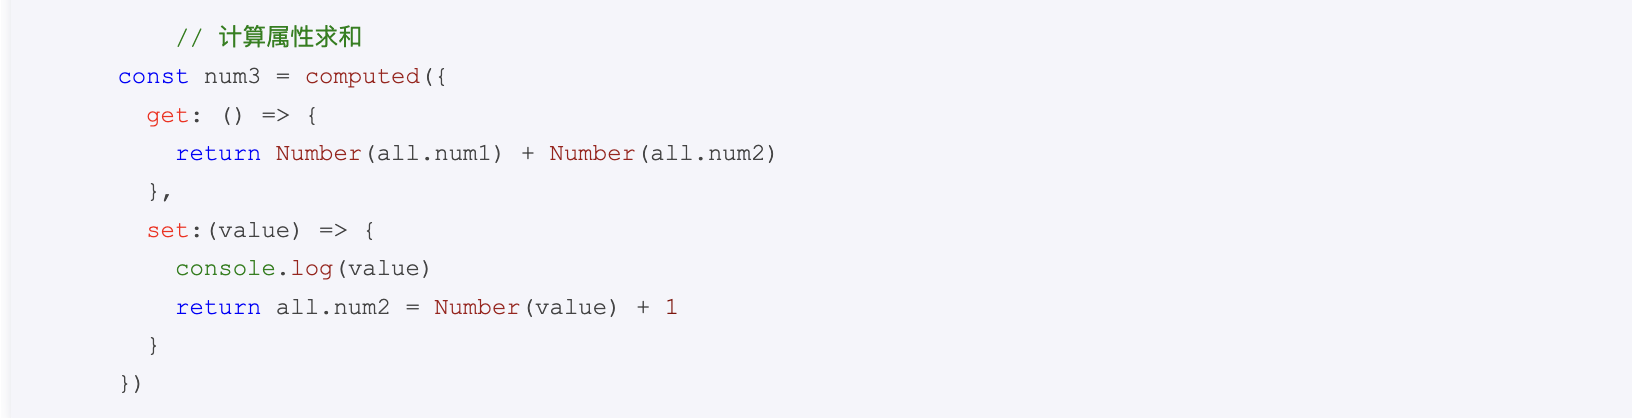 // 计算属性求和
const num3 = computed({
get: () => {
return Number(all.num1) + Number(all.num2)
},
set:(value) => {
console.log(value)
return all.num2 = Number(value) + 1
}
})